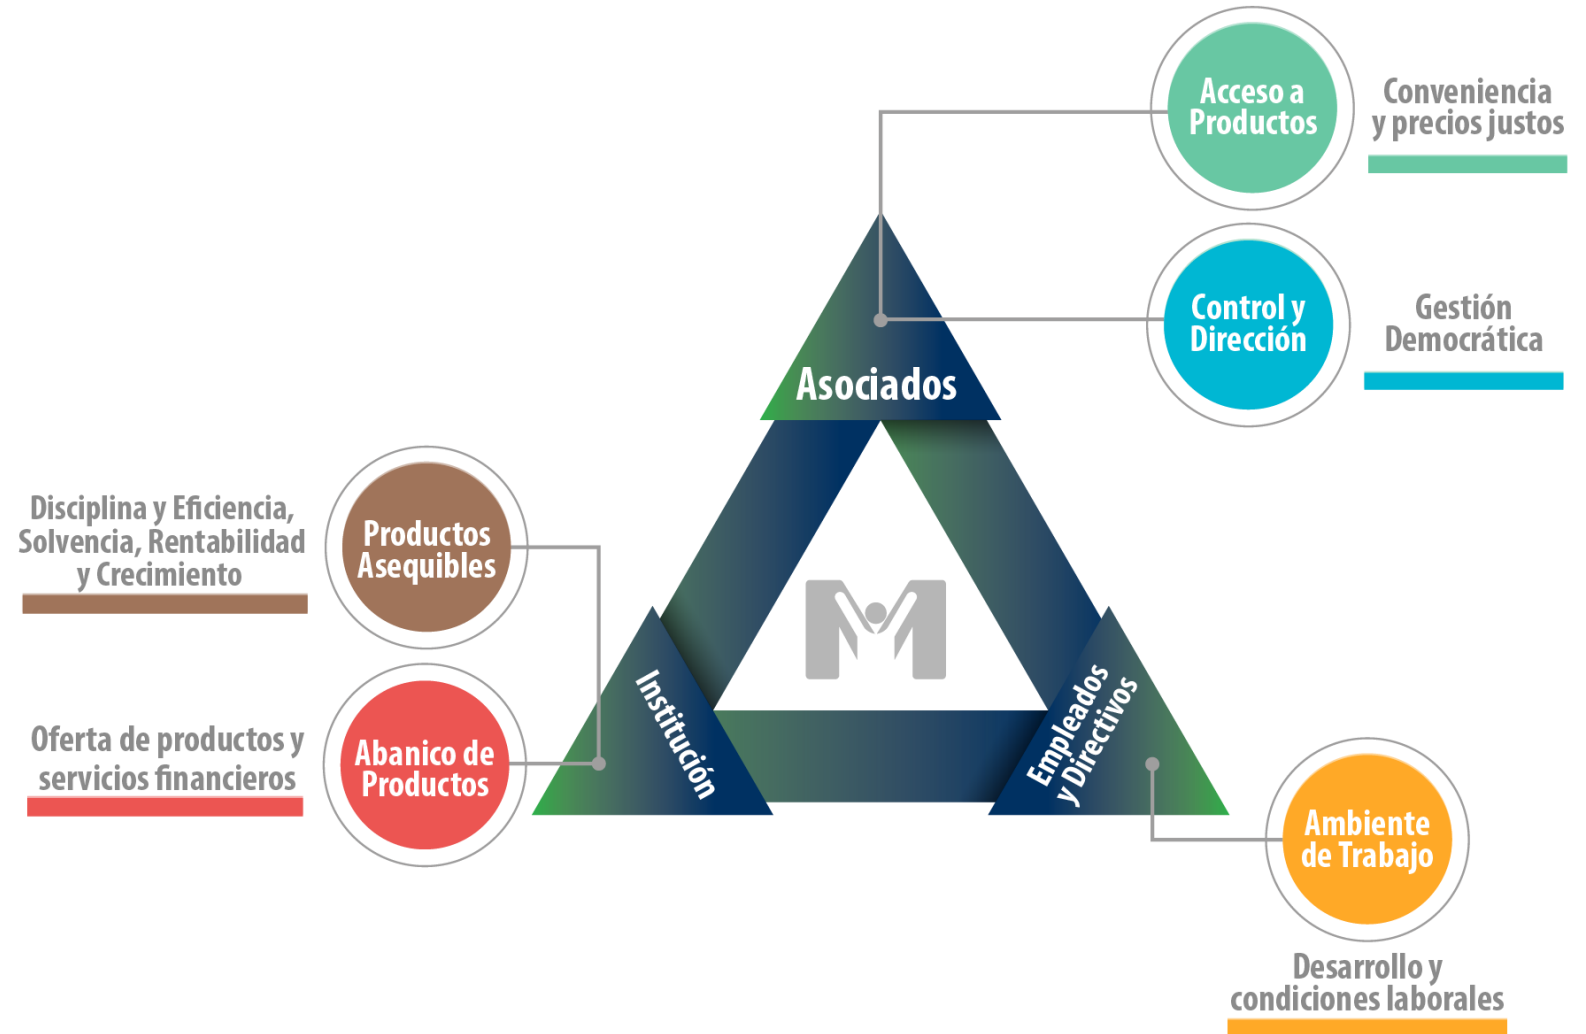 Acceso a
Productos
Conveniencia
y precios justos
Control y
Dirección
Gestión
Democrática
Asociados
Disciplina y Eficiencia,
Solvencia, Rentabilidad
y Crecimiento
Productos
Asequibles
Institución
Empleados
y Directivos
Oferta de productos y
servicios financieros
Abanico de
Productos
Ambiente
de Trabajo
Desarrollo y
condiciones laborales